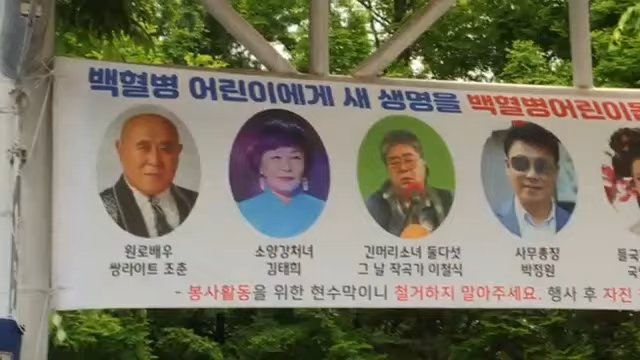 백혈병 어린이에게 새 생명을 백혈병어린이를
원로배우
쌍라이트 조춘
소양강처녀
김태희
긴머리소녀 둘다섯
그 날 작곡가 이철식
사무총장
박정원
들국
국
- 봉사활동을 위한 현수막이니 철거하지 말아주세요. 행사 후 자진